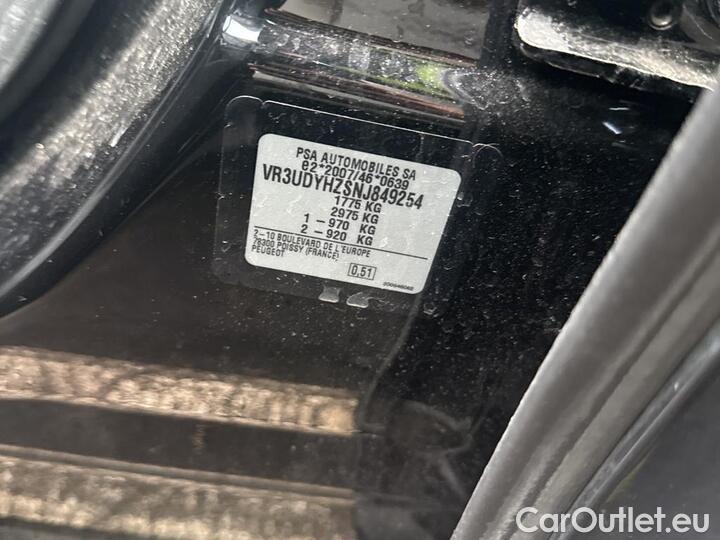 PSA AUTOMOBILES SA
e2*2007/46*0639
VR3UDYHZSNJ849254
1775 KG
2975 KG
1 - 970 KG
2 - 920 KG
2-10 BOULEVARD DE L'EUROPE
78300 POISSY (FRANCE)
PEUGEOT
0,51
CarOutlet.eu